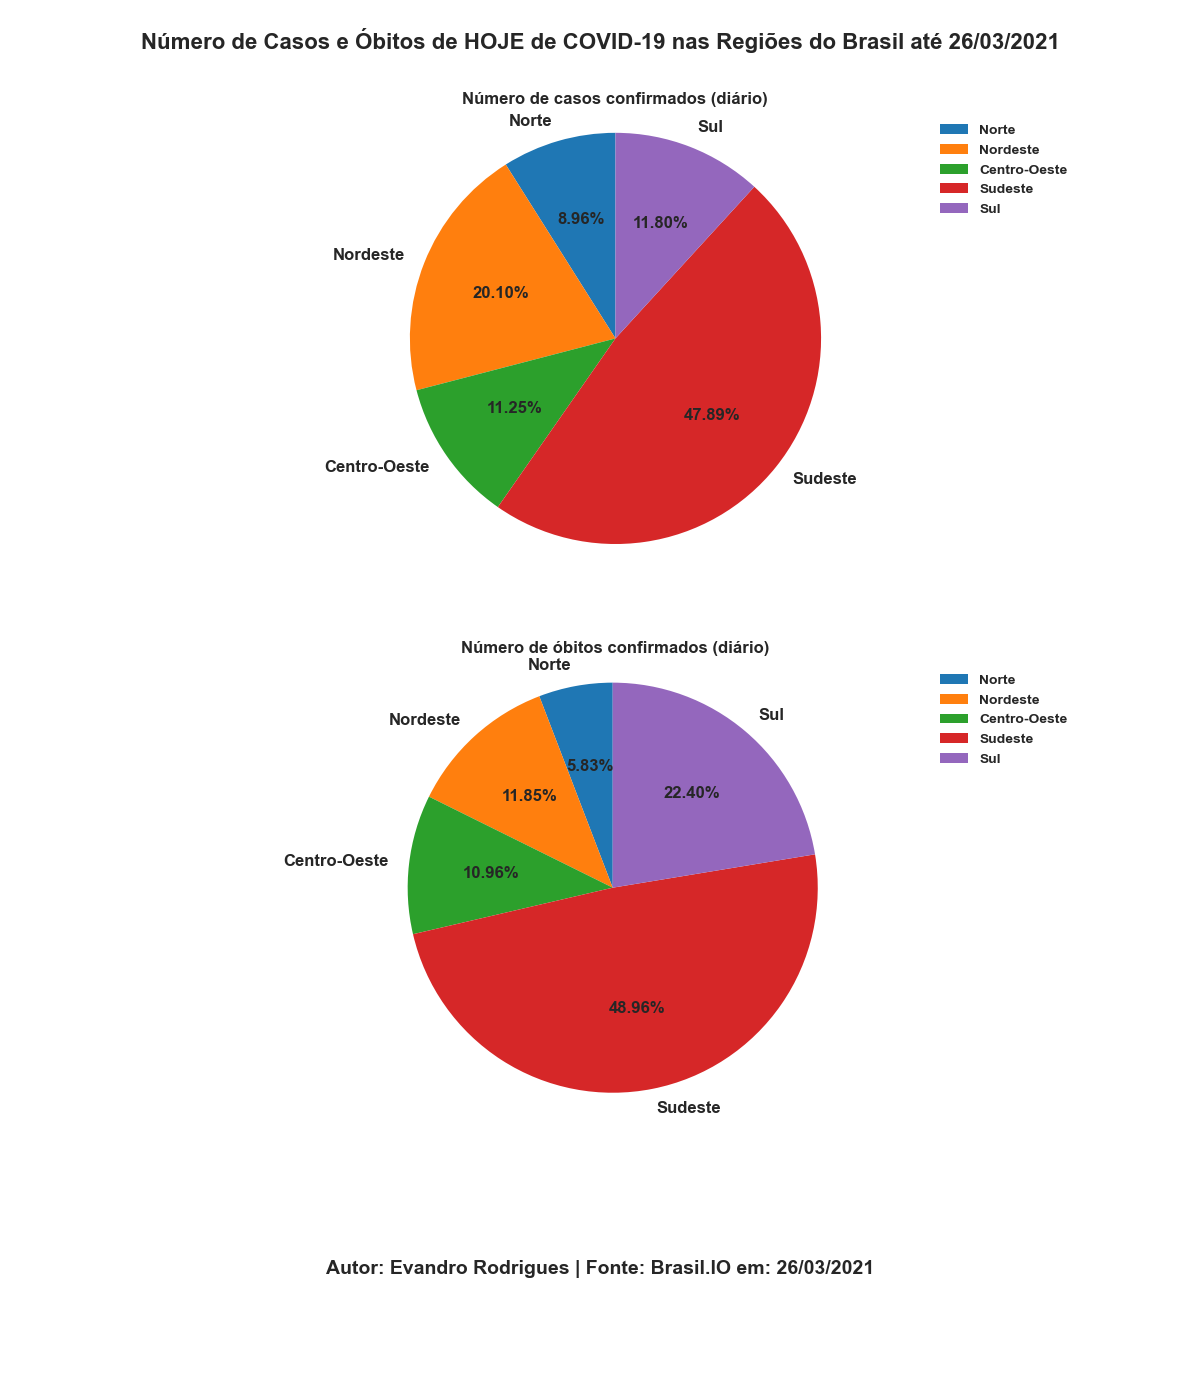 Número de Casos e Óbitos de HOJE de COVID-19 nas Regiões do Brasil até 26/03/2021
Número de casos confirmados (diário)
Norte
Sul
Norte
Nordeste
Centro-Oeste
Sudeste
Sul
8.96%
11.80%
Nordeste
20.10%
11.25%
47.89%
Centro-Oeste
Sudeste
Número de óbitos confirmados (diário)
Norte
Norte
Nordeste
Centro-Oeste
Sudeste
Sul
Nordeste
Sul
5.83%
11.85%
22.40%
Centro-Oeste
10.96%
48.96%
Sudeste
Autor: Evandro Rodrigues | Fonte: Brasil.IO em: 26/03/2021